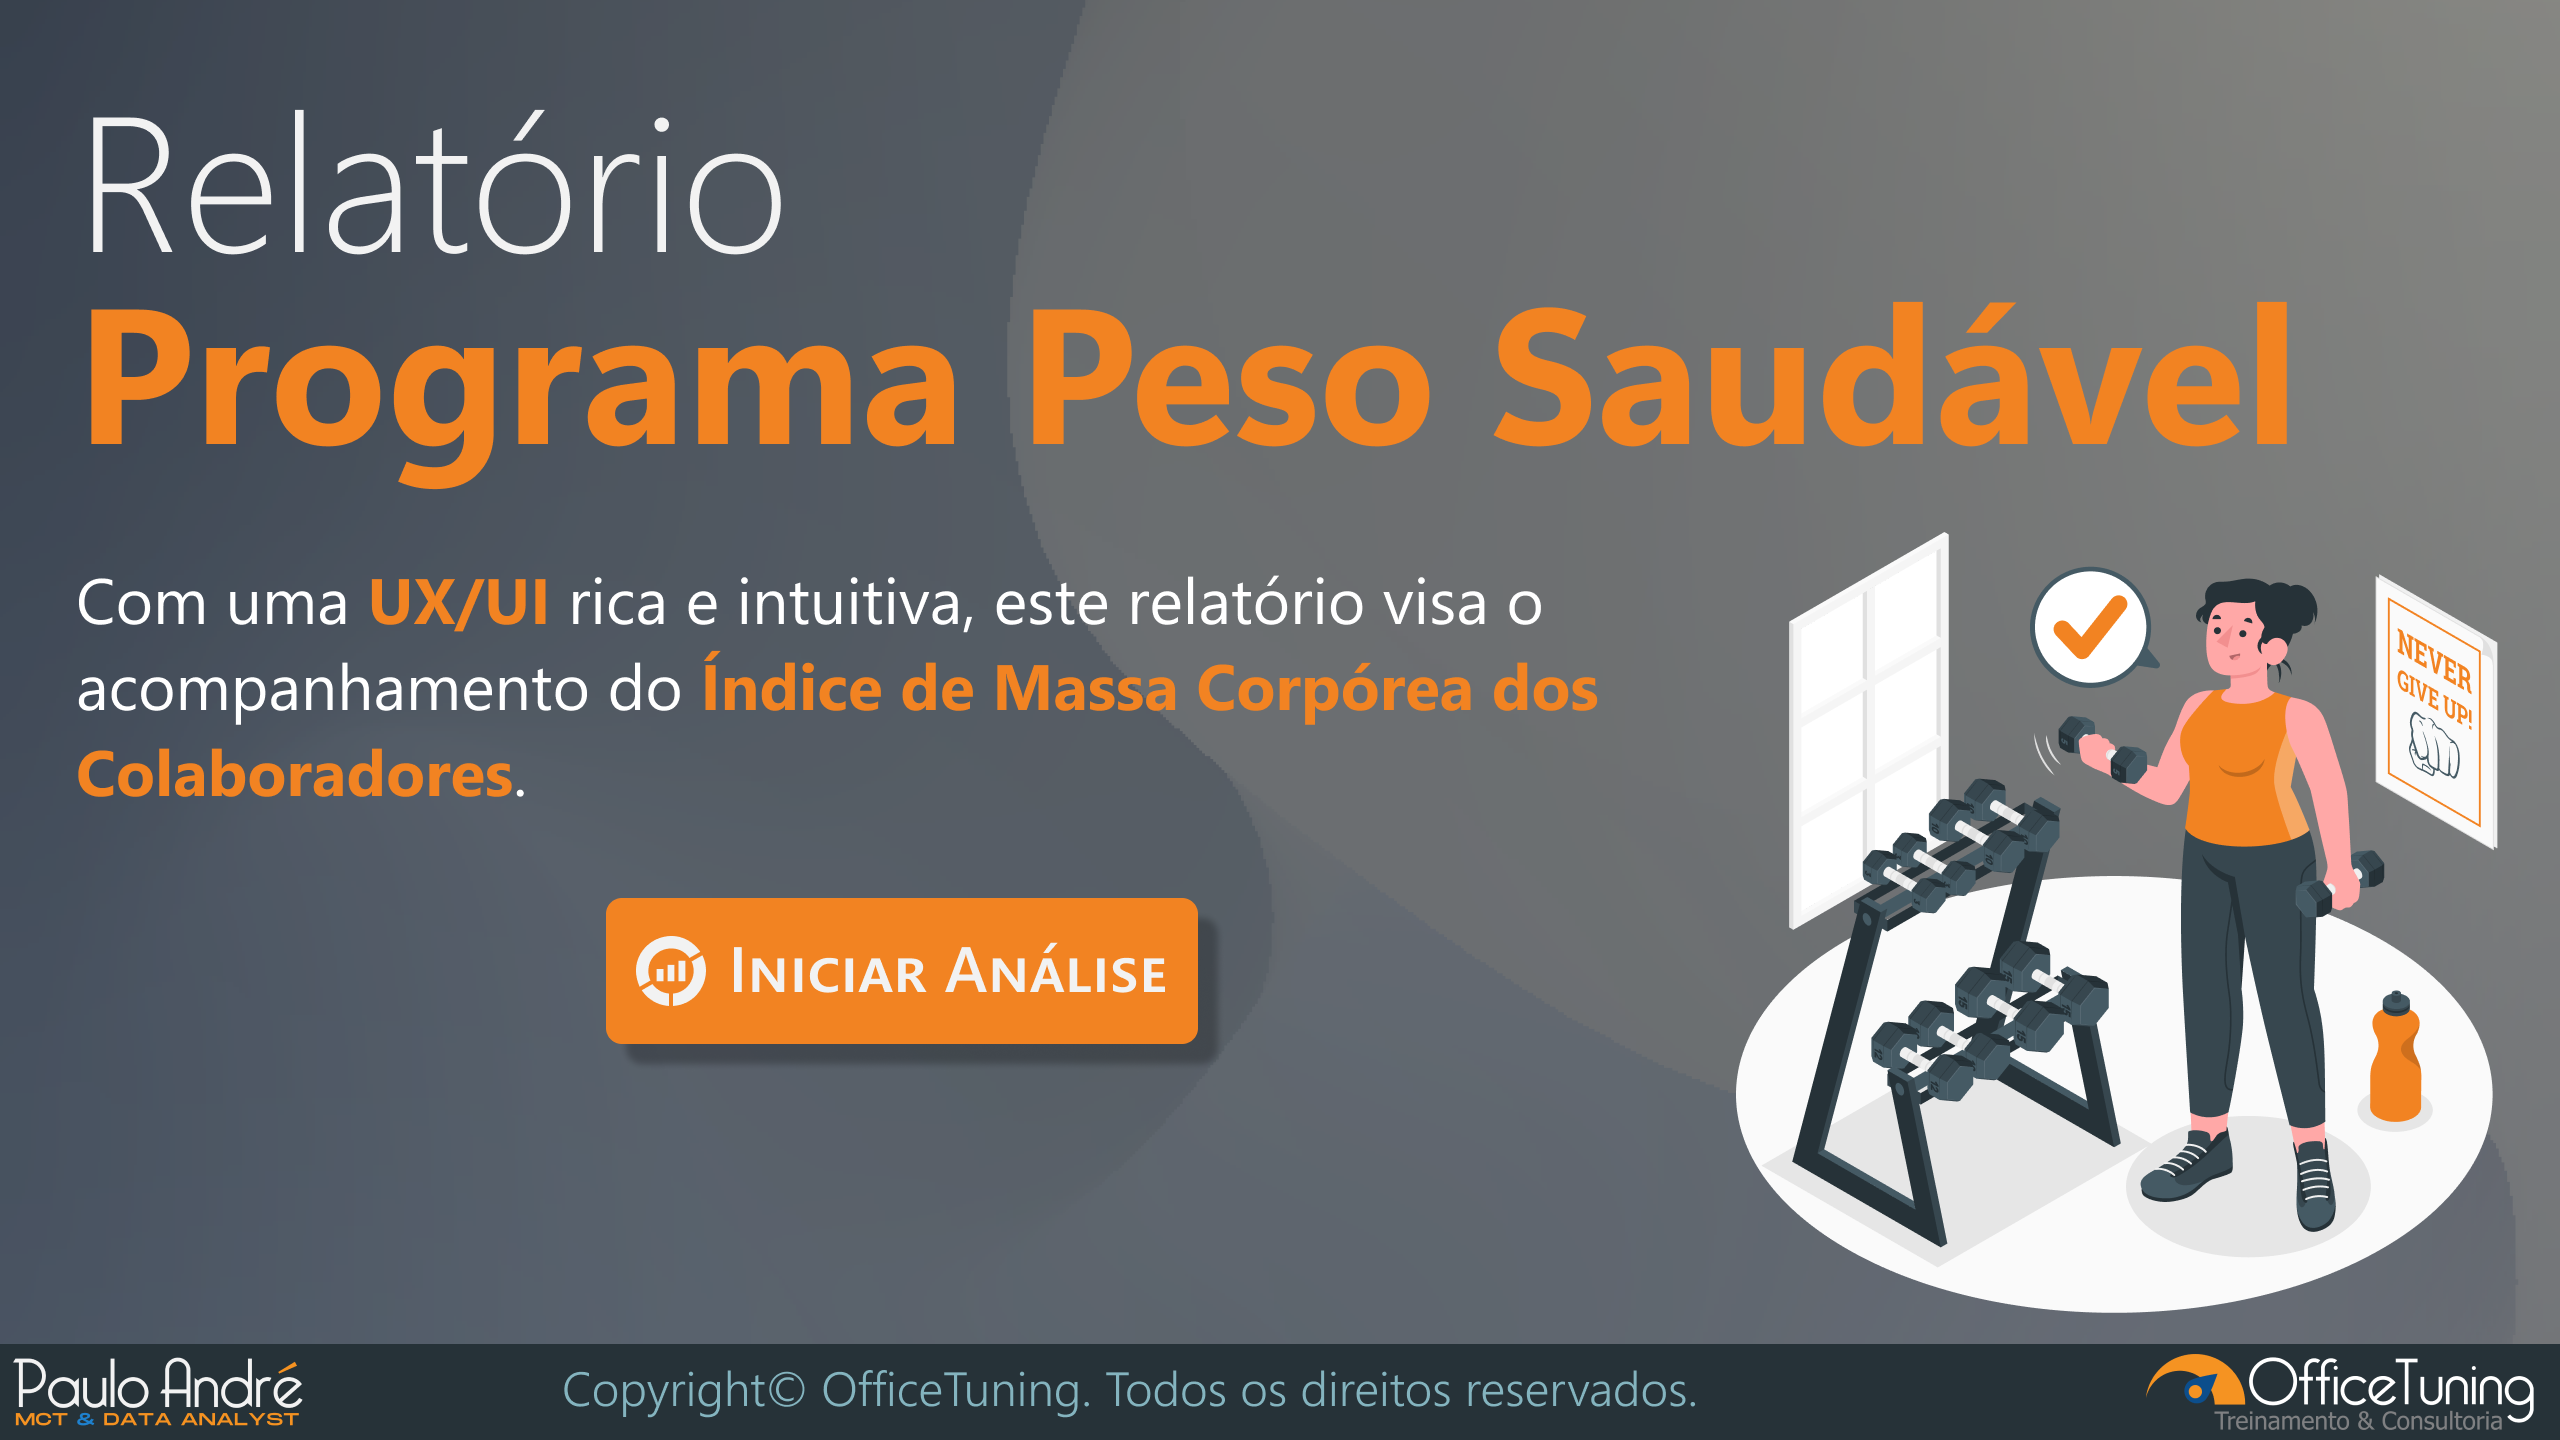 Relatório
Programa Peso Saudável
Com uma UX/UI rica e intuitiva, este relatório visa o
acompanhamento do Índice de Massa Corpórea dos
Colaboradores.
NEVER
GIVE UP!
Iniciar Análise
Paulo André
MCT & DATA ANALYST
Copyright© OfficeTuning. Todos os direitos reservados.
OfficeTuning
Treinamento & Consultoria